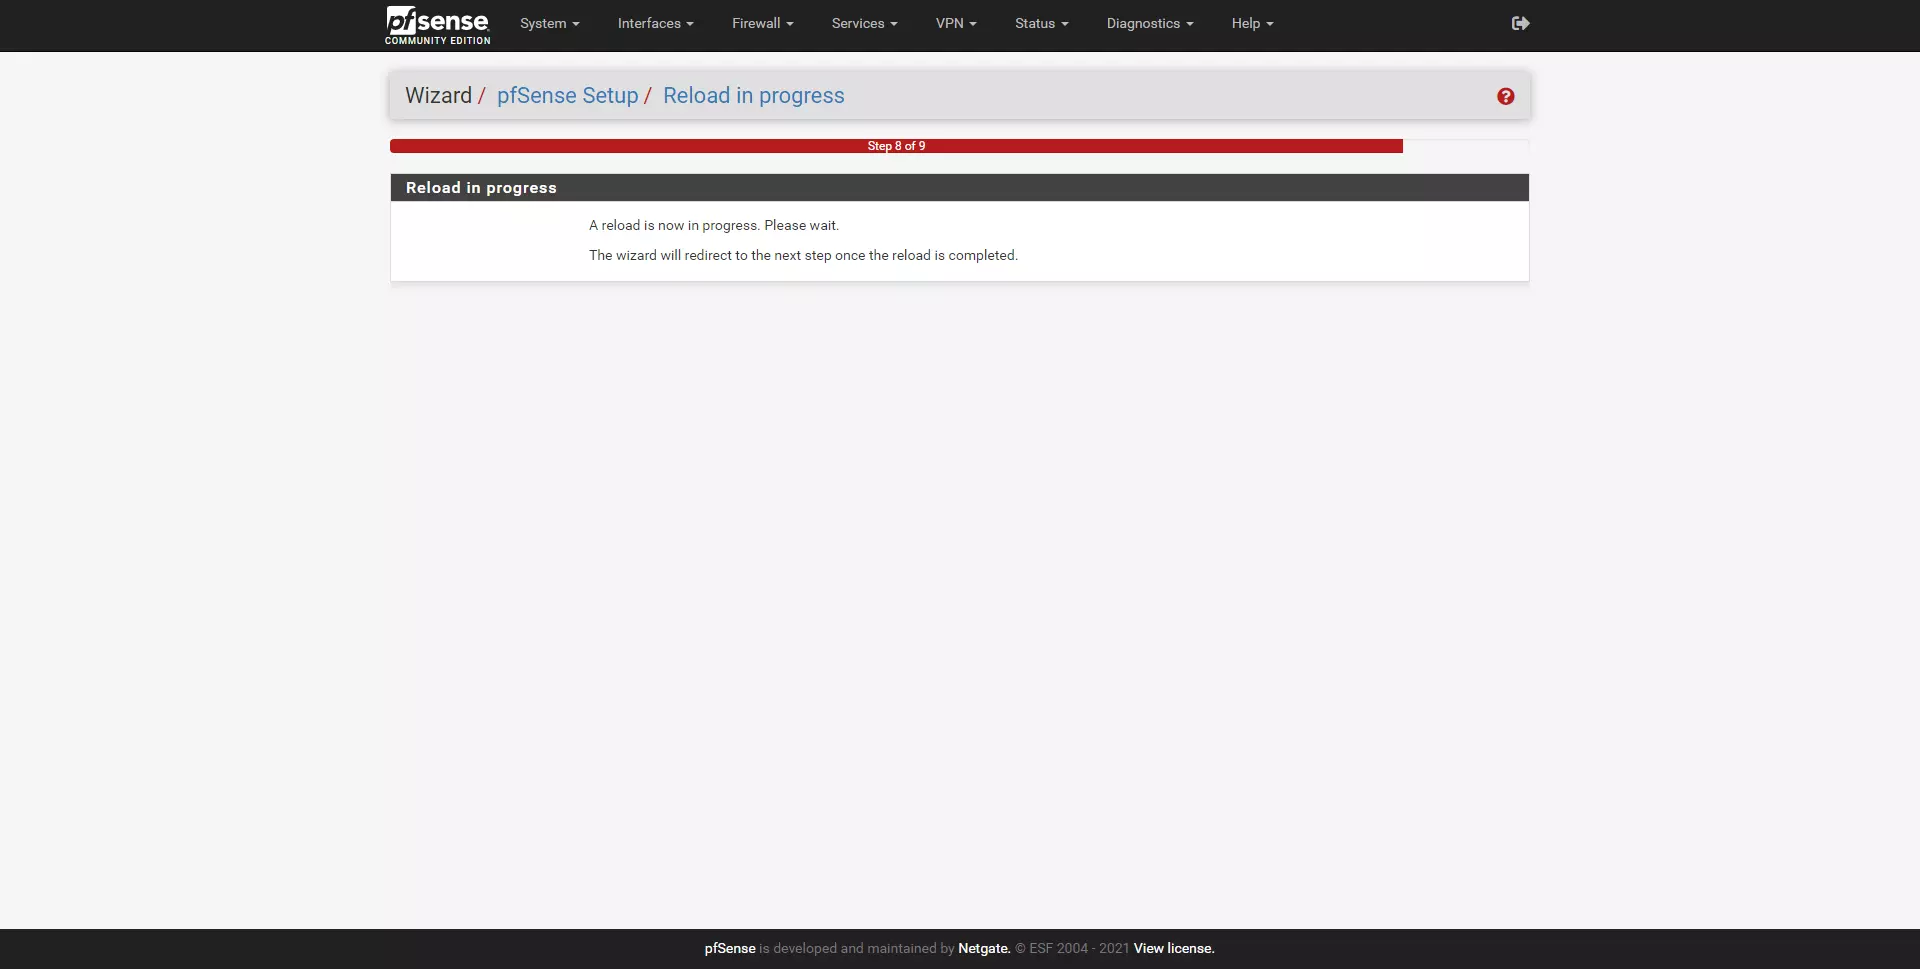 pfsense
COMMUNITY EDITION
System Interfaces Firewall Services VPN Status Diagnostics Help
Wizard / pfSense Setup / Reload in progress
Step 8 of 9
Reload in progress
A reload is now in progress. Please wait.
The wizard will redirect to the next step once the reload is completed.
pfSense is developed and maintained by Netgate. © ESF 2004 - 2021 View license.